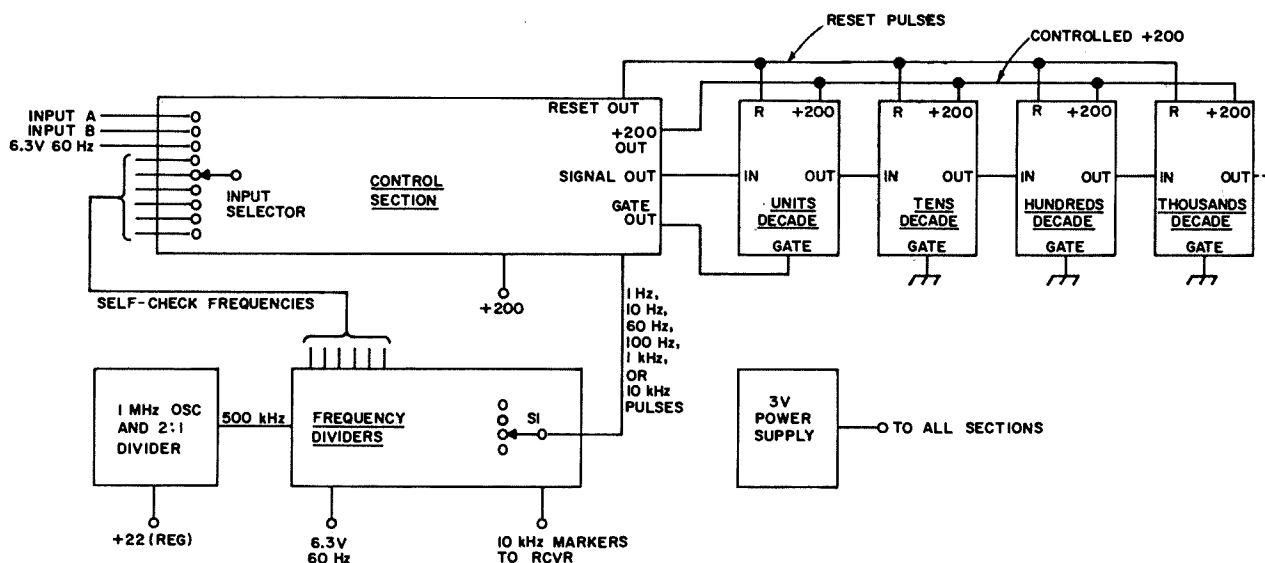 RESET PULSES
CONTROLLED +200
INPUT A
INPUT B
6.3V 60 Hz
INPUT
SELECTOR
CONTROL
SECTION
RESET OUT
+200
OUT
SIGNAL OUT
GATE
OUT
R +200
IN OUT
UNITS
DECADE
GATE
R +200
IN OUT
TENS
DECADE
GATE
R +200
IN OUT
HUNDREDS
DECADE
GATE
R +200
IN OUT
THOUSANDS
DECADE
GATE
SELF-CHECK FREQUENCIES
+200
1 Hz,
10 Hz,
60 Hz,
100 Hz,
1 kHz,
OR
10 kHz
PULSES
1 MHz OSC
AND 2:1
DIVIDER
500 kHz
FREQUENCY
DIVIDERS
S1
3V
POWER
SUPPLY
TO ALL SECTIONS
+22 (REG)
6.3V
60 Hz
10 kHz MARKERS
TO RCVR